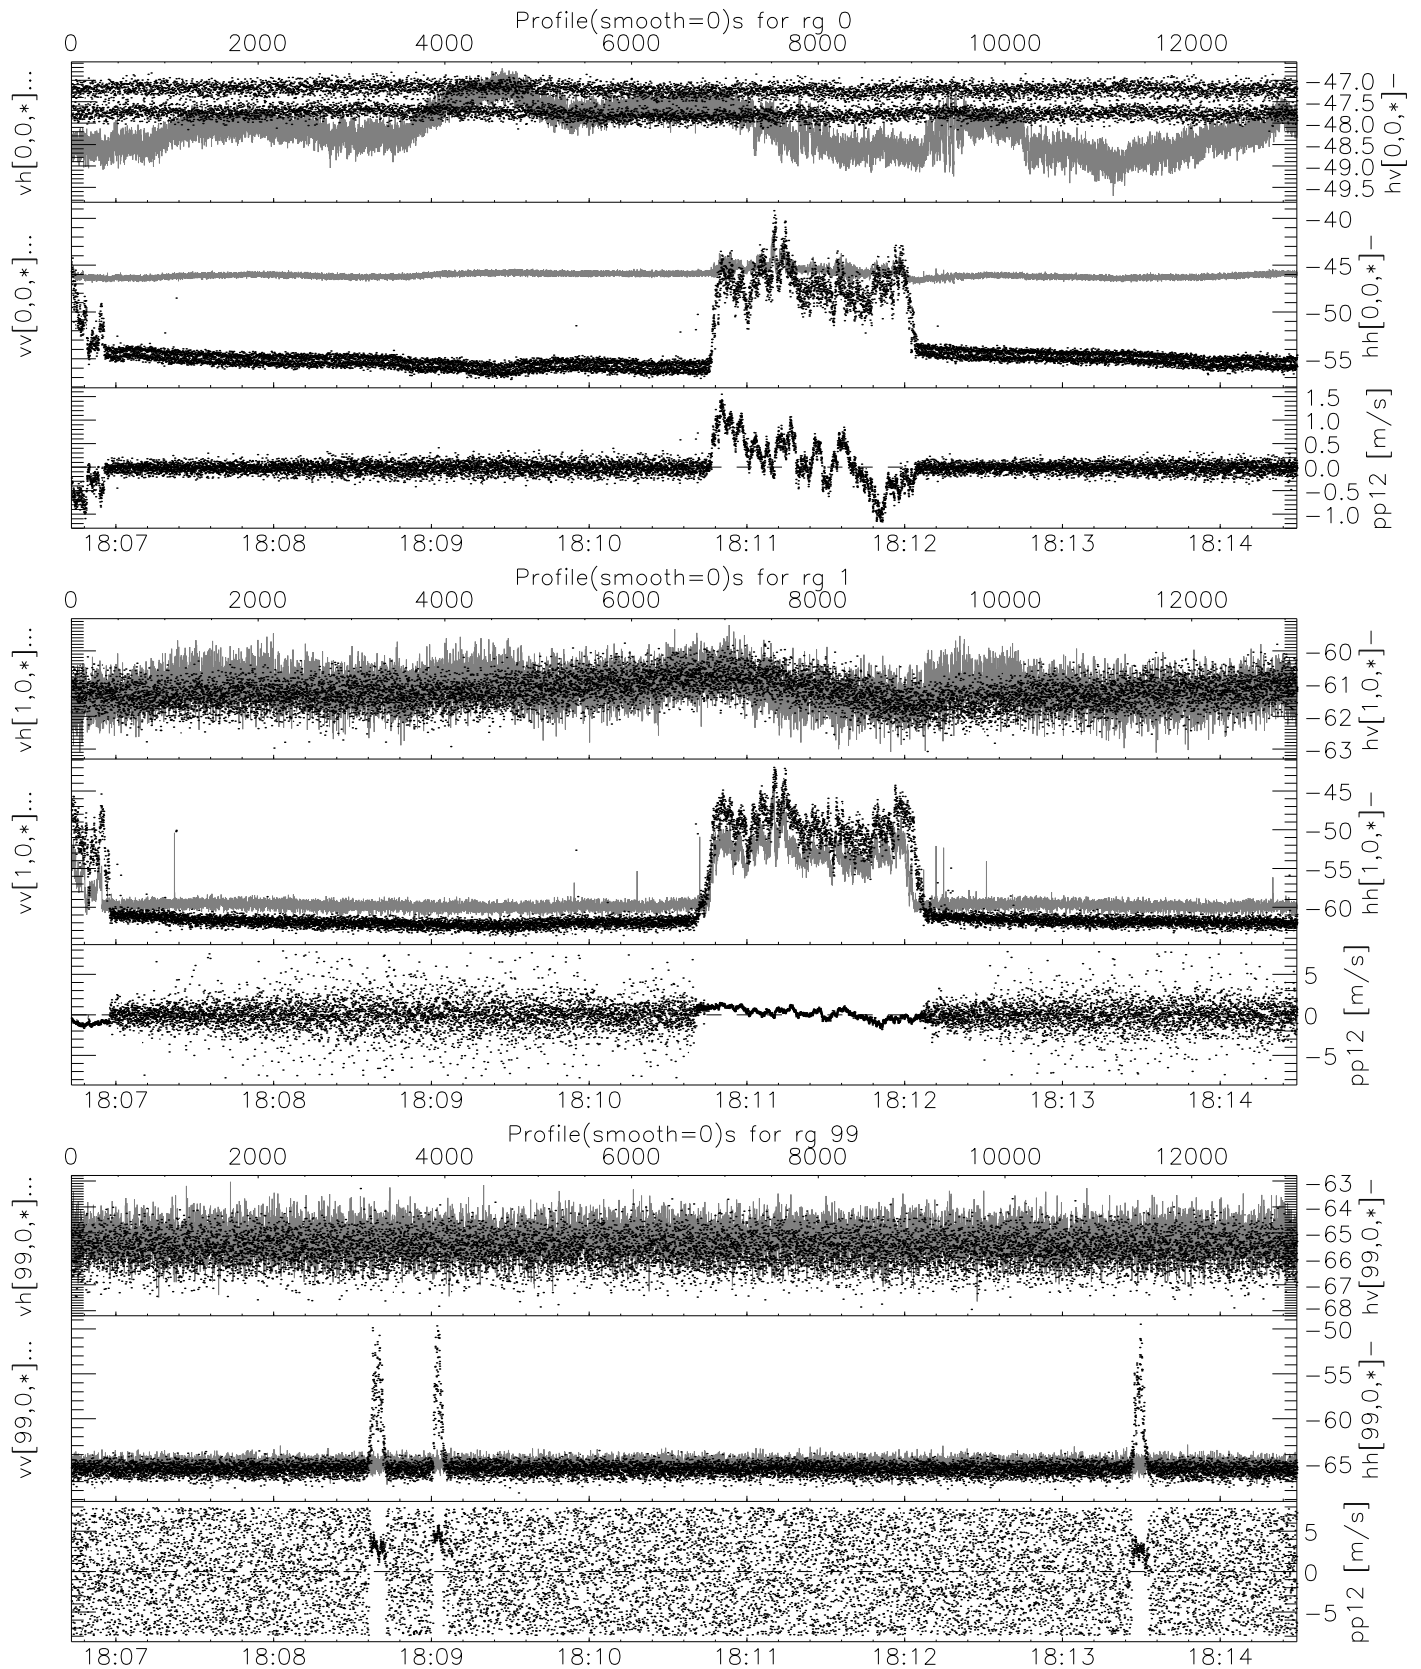 Profile(smooth=0)s for rg 0
0 2000 4000 6000 8000 10000 12000
vh[0,0,*]...
-47.0
-47.5
-48.0
-48.5
-49.0
-49.5
hv[0,0,*]-
vv[0,0,*]...
-40
-45
-50
-55
hh[0,0,*]-
1.5
1.0
0.5
0.0
-0.5
-1.0
pp12 [m/s]
18:07 18:08 18:09 18:10 18:11 18:12 18:13 18:14
Profile(smooth=0)s for rg 1
0 2000 4000 6000 8000 10000 12000
vh[1,0,*]...
-60
-61
-62
-63
hv[1,0,*]-
vv[1,0,*]...
-45
-50
-55
-60
hh[1,0,*]-
5
0
-5
pp12 [m/s]
18:07 18:08 18:09 18:10 18:11 18:12 18:13 18:14
Profile(smooth=0)s for rg 99
0 2000 4000 6000 8000 10000 12000
vh[99,0,*]...
-63
-64
-65
-66
-67
-68
hv[99,0,*]-
vv[99,0,*]...
-50
-55
-60
-65
hh[99,0,*]-
5
0
-5
pp12 [m/s]
18:07 18:08 18:09 18:10 18:11 18:12 18:13 18:14